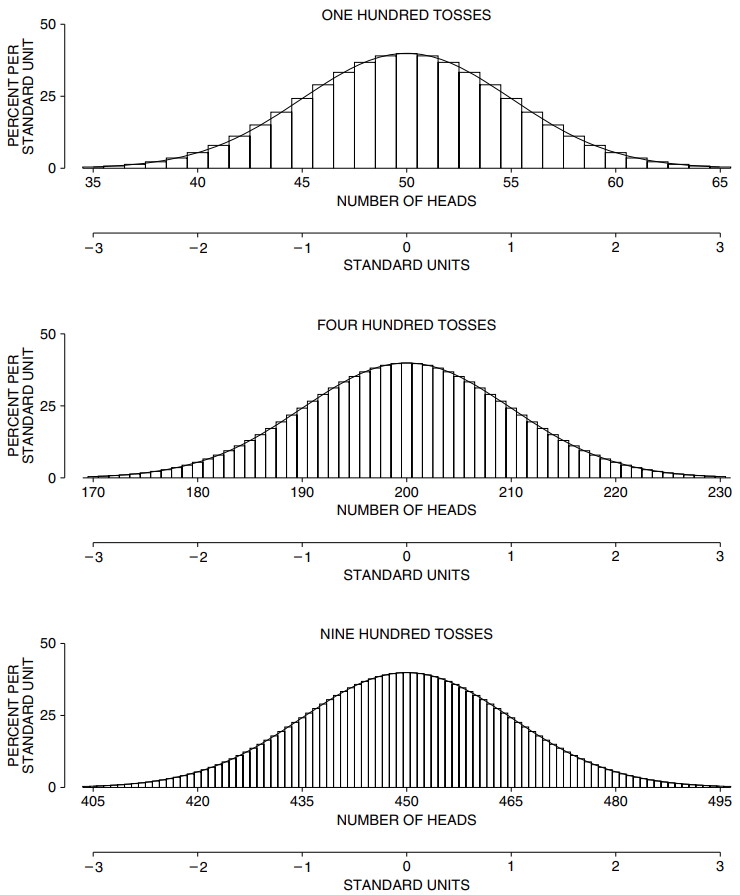 ONE HUNDRED TOSSES
PERCENT PER
STANDARD UNIT
50
25
0
35 40 45 50 55 60 65
NUMBER OF HEADS
−3 −2 −1 0 1 2 3
STANDARD UNITS
FOUR HUNDRED TOSSES
PERCENT PER
STANDARD UNIT
50
25
0
170 180 190 200 210 220 230
NUMBER OF HEADS
−3 −2 −1 0 1 2 3
STANDARD UNITS
NINE HUNDRED TOSSES
PERCENT PER
STANDARD UNIT
50
25
0
405 420 435 450 465 480 495
NUMBER OF HEADS
−3 −2 −1 0 1 2 3
STANDARD UNITS